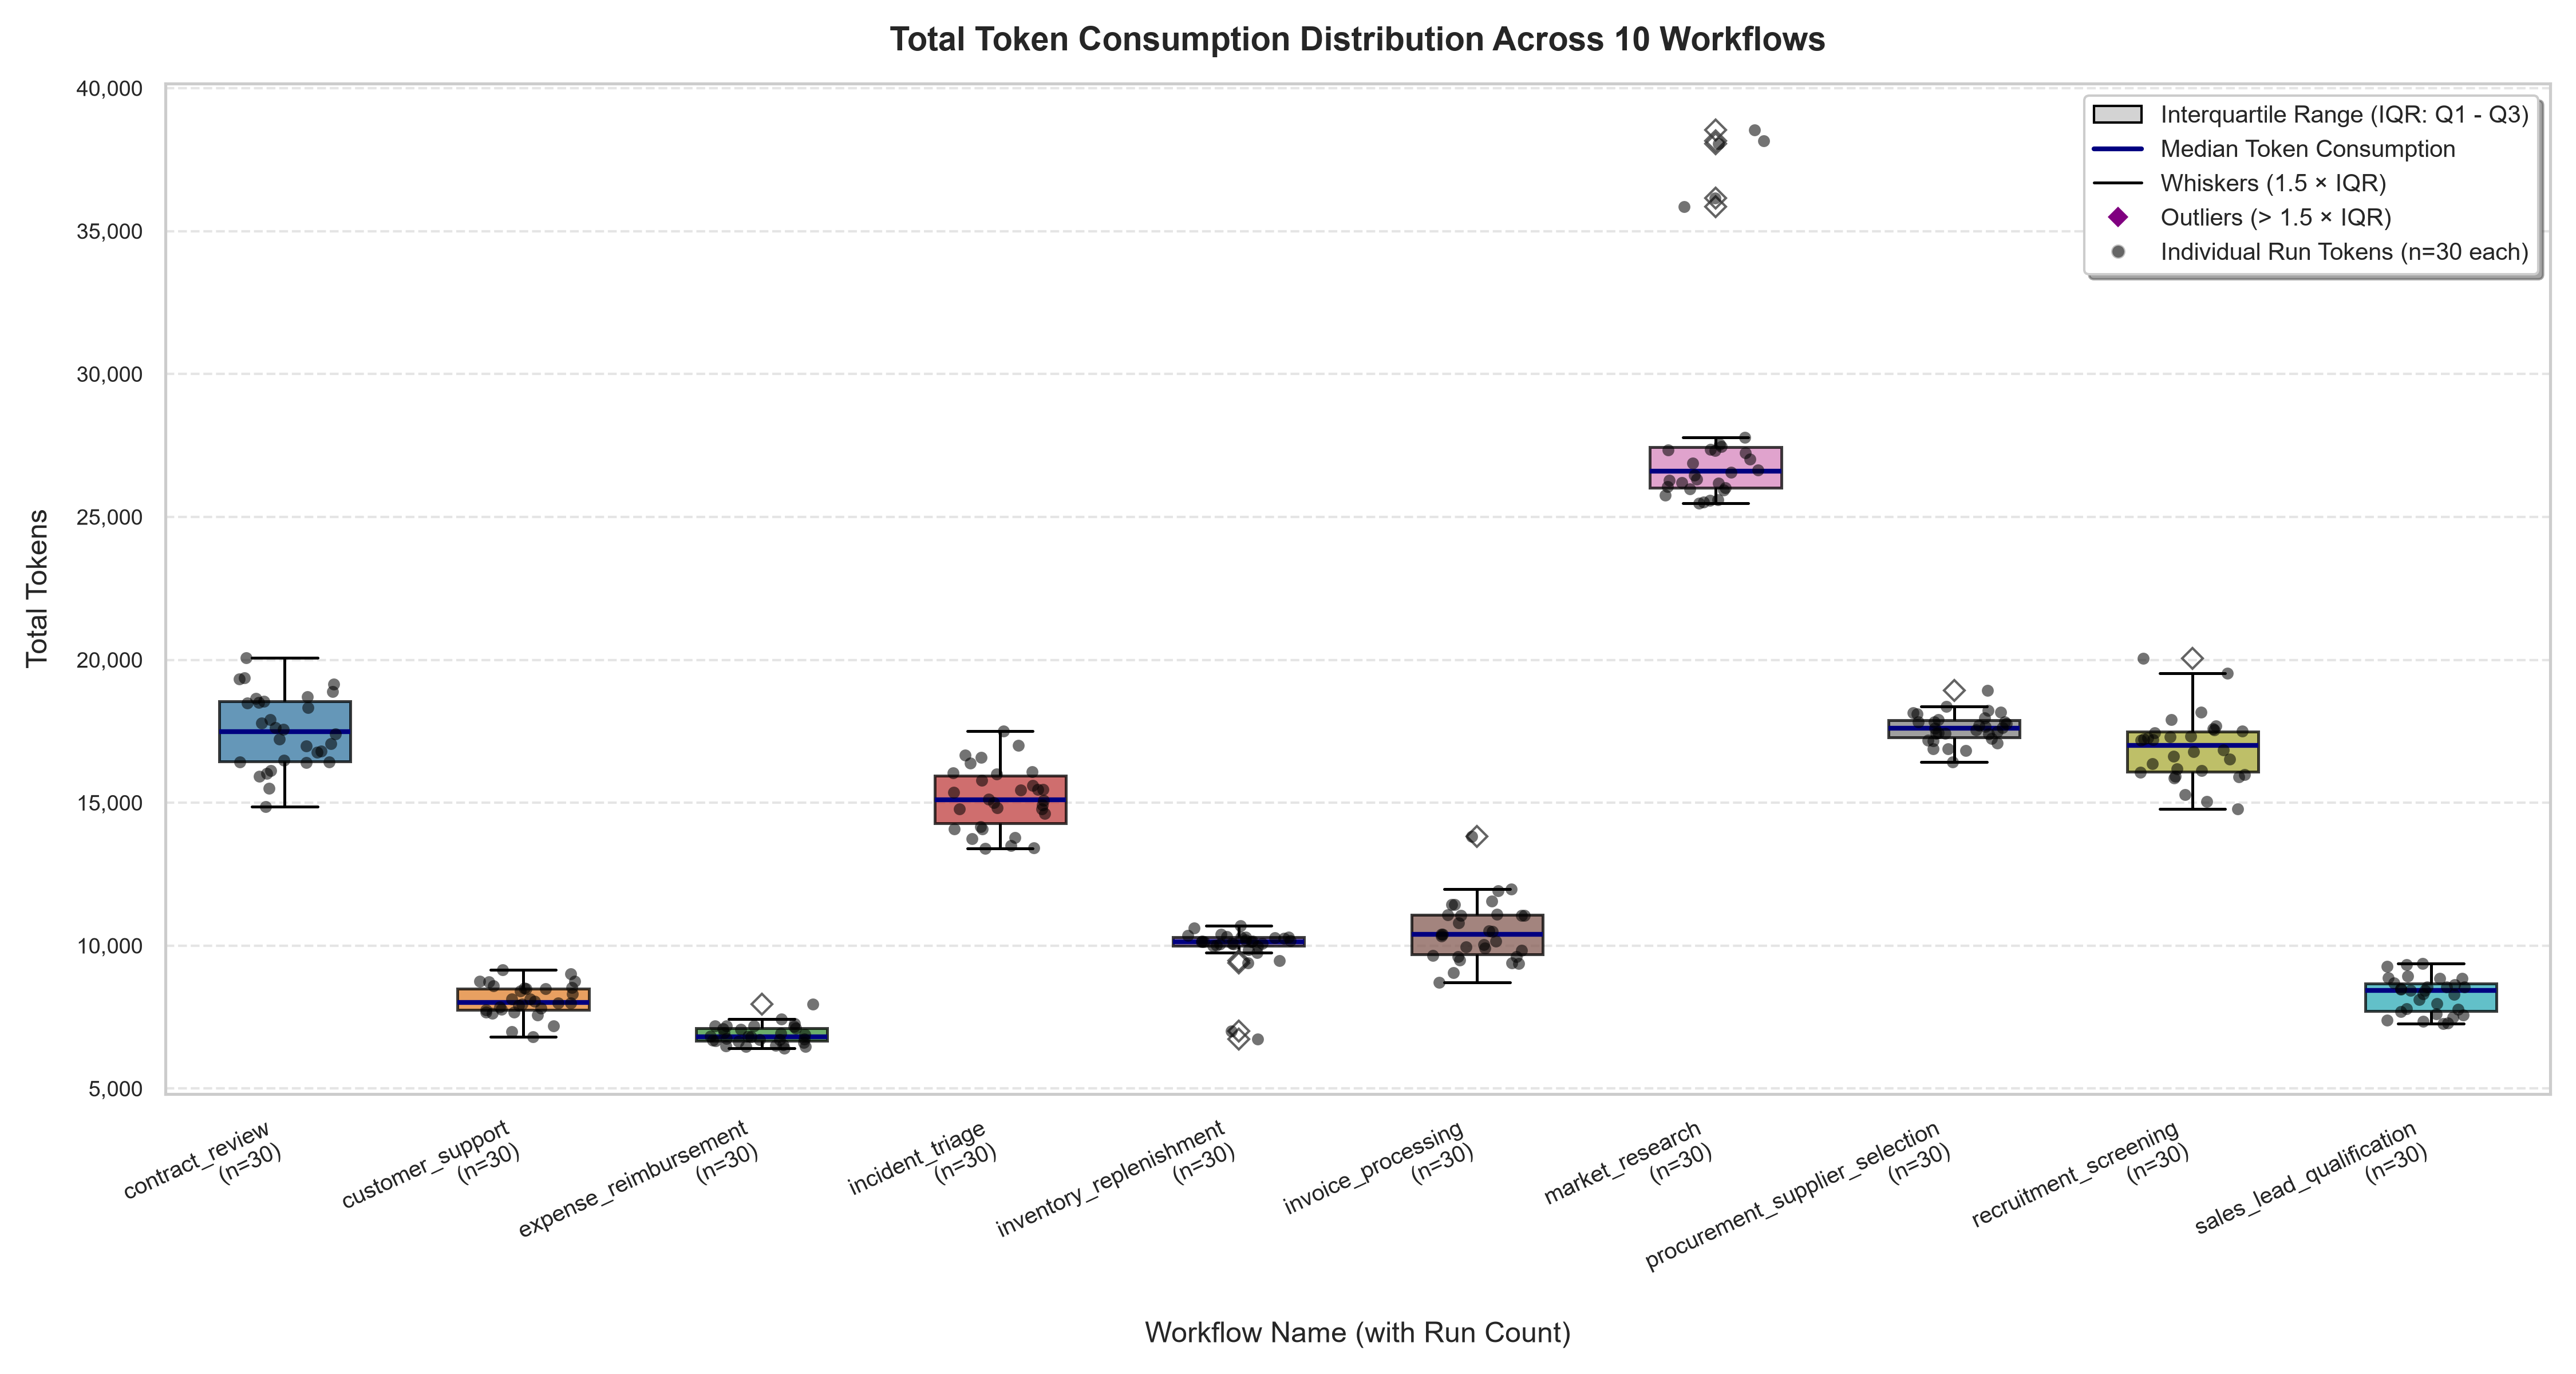 Total Token Consumption Distribution Across 10 Workflows
40,000
35,000
30,000
25,000
20,000
15,000
10,000
5,000
Total Tokens
Interquartile Range (IQR: Q1 - Q3)
Median Token Consumption
Whiskers (1.5 × IQR)
Outliers (> 1.5 × IQR)
Individual Run Tokens (n=30 each)
contract_review
(n=30)
customer_support
(n=30)
expense_reimbursement
(n=30)
incident_triage
(n=30)
inventory_replenishment
(n=30)
invoice_processing
(n=30)
market_research
(n=30)
procurement_supplier_selection
(n=30)
recruitment_screening
(n=30)
sales_lead_qualification
(n=30)
Workflow Name (with Run Count)